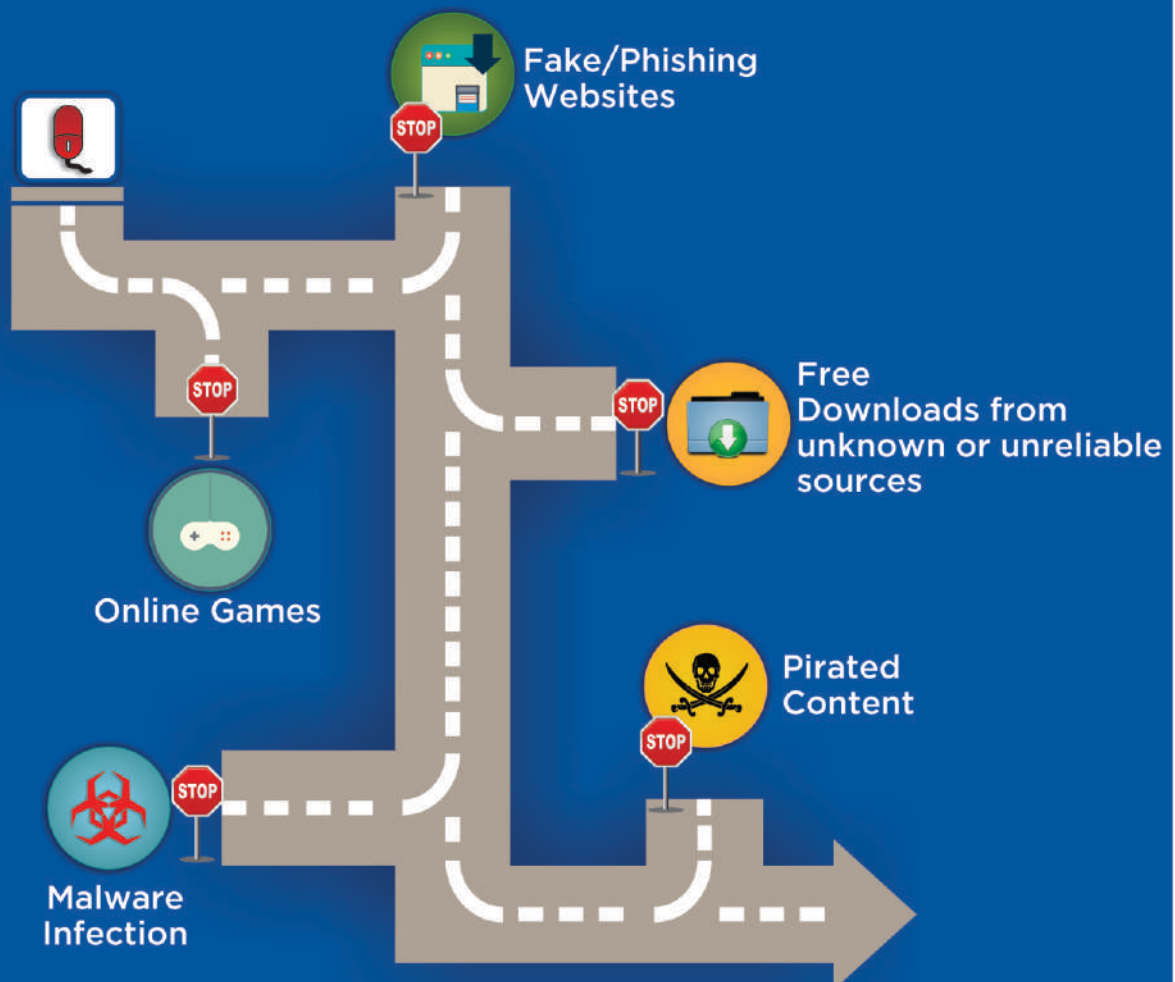 Fake/Phishing
Websites
STOP
STOP
STOP
Free
Downloads from
unknown or unreliable
sources
Online Games
Pirated
Content
STOP
STOP
Malware
Infection